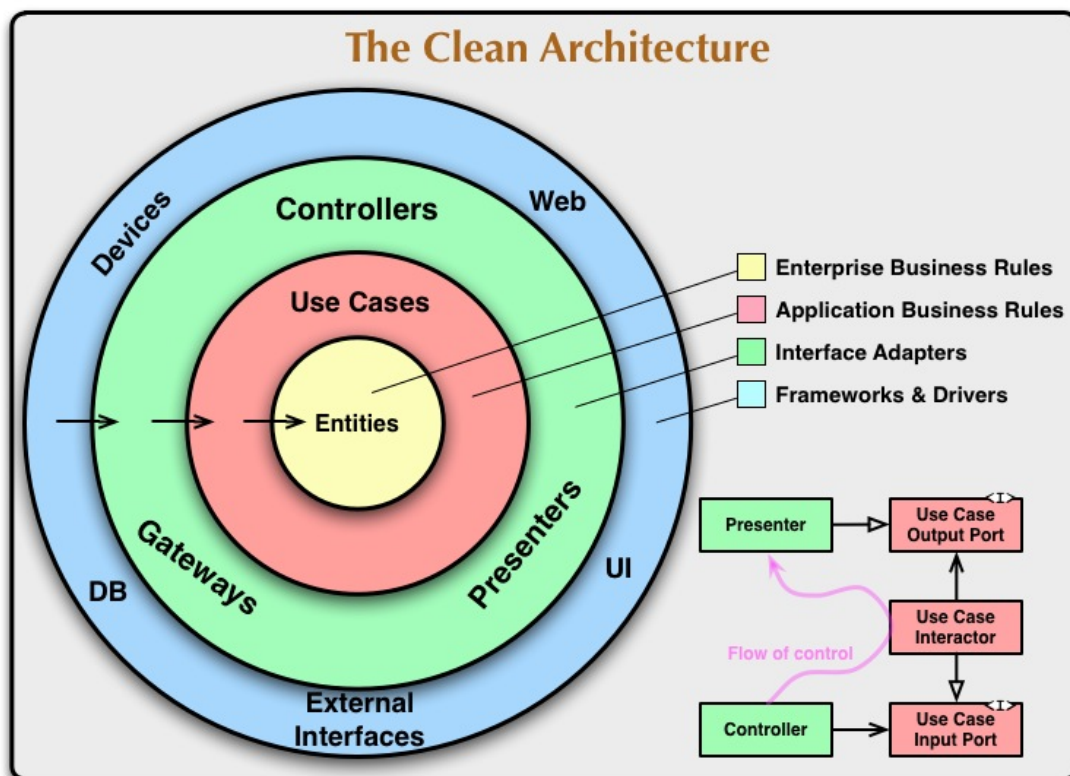 The Clean Architecture
Devices
Web
Controllers
Use Cases
Entities
Gateways
Presenters
DB
UI
External
Interfaces
Enterprise Business Rules
Application Business Rules
Interface Adapters
Frameworks & Drivers
Presenter
<I>
Use Case
Output Port
Use Case
Interactor
Flow of control
Controller
<I>
Use Case
Input Port